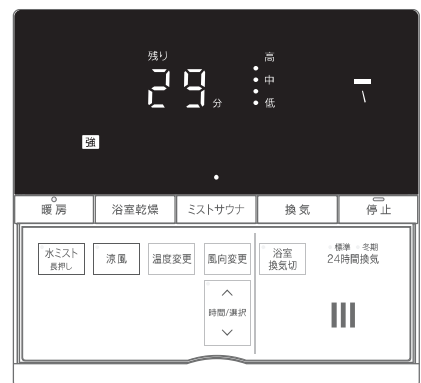 残り
高
29分
中
低
強
暖房 浴室乾燥 ミストサウナ 換気 停止
水ミスト
長押し
涼風 温度変更 風向変更
浴室
換気切
標準 冬期
24時間換気
時間/選択